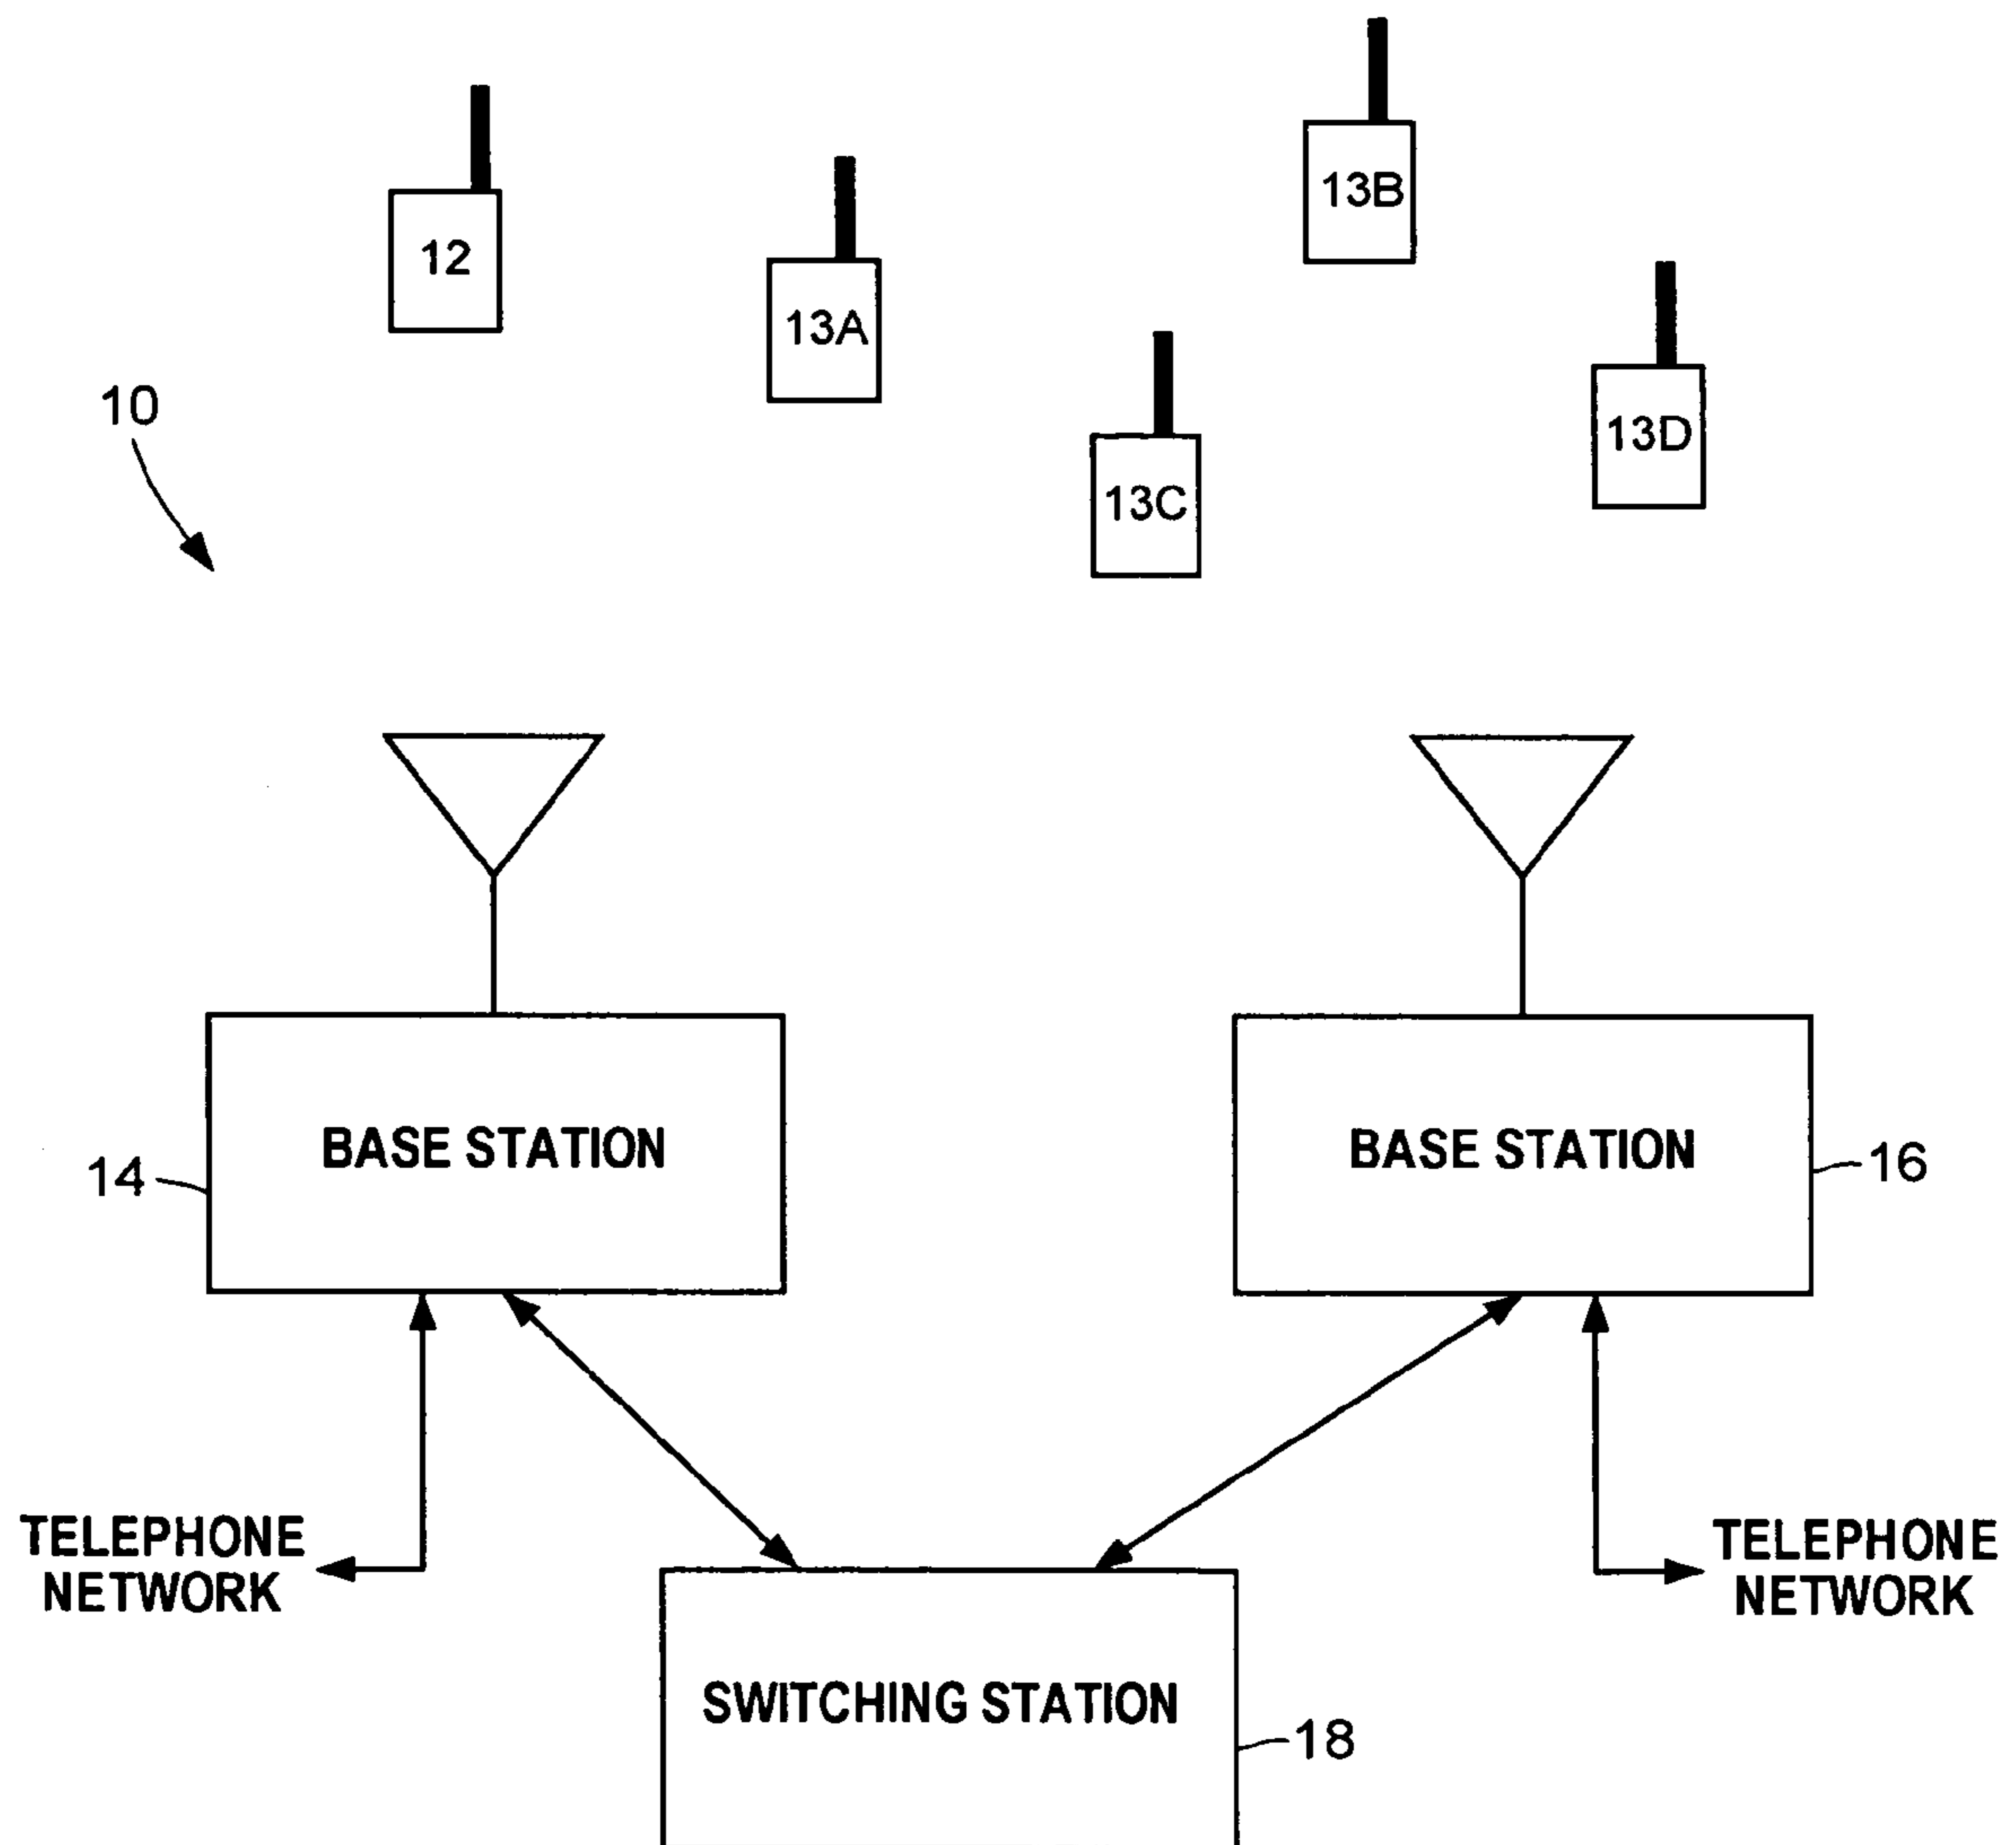 13B
12
13A
10
13D
13C
BASE STATION
BASE STATION
14
16
TELEPHONE
NETWORK
TELEPHONE
NETWORK
SWITCHING STATION
18